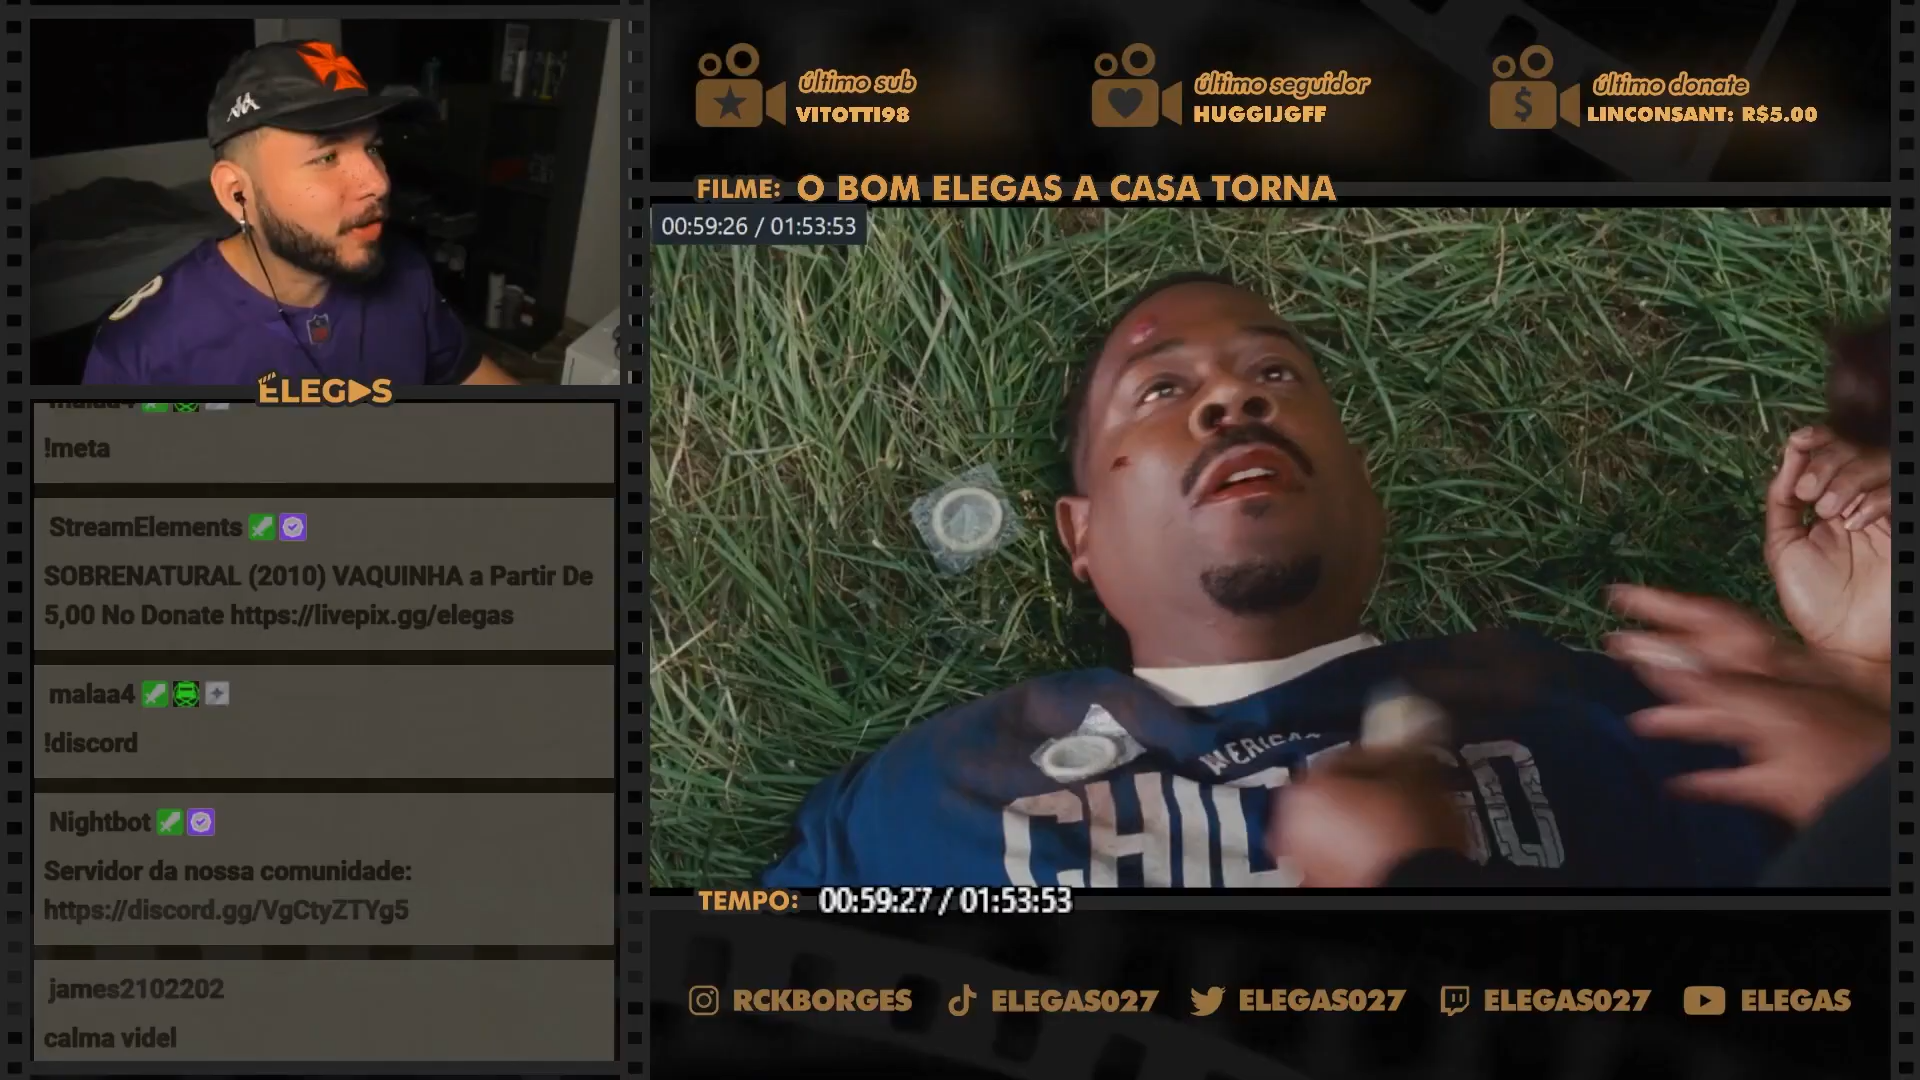 último sub
VITOTTI98
último seguidor
HUGGIJGFF
último donate
LINCONSANT: R$5.00
FILME: O BOM ELEGAS A CASA TORNA
00:59:26 / 01:53:53
ELEGAS
malaa4
!meta
StreamElements
SOBRENATURAL (2010) VAQUINHA a Partir De
5,00 No Donate https://livepix.gg/elegas
malaa4
!discord
Nightbot
Servidor da nossa comunidade:
https://discord.gg/VgCtyZTYg5
james2102202
calma videl
AMERICAN
TEMPO: 00:59:27 / 01:53:53
RCKBORGES
ELEGAS027
ELEGAS027
ELEGAS027
ELEGAS